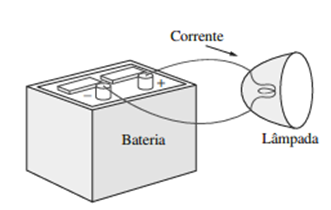 Corrente
− +
Bateria
Lâmpada